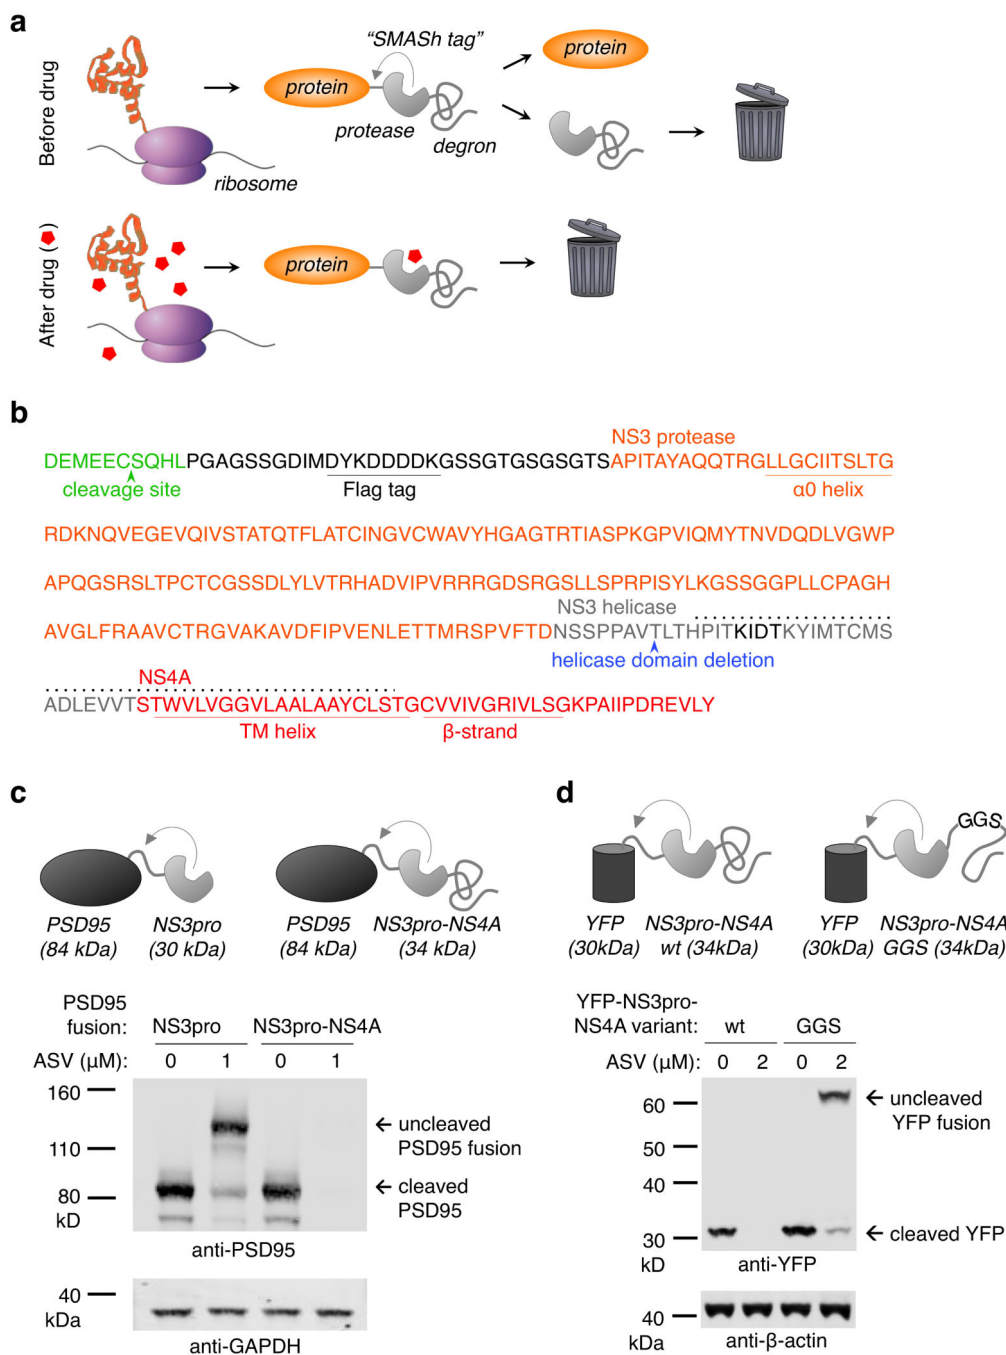 a
Before drug
"SMASh tag"
protein
protease
degron
protein
ribosome
After drug ( )
protein
b
NS3 protease
DEMEECSQHLPGAGSSGDIMDYKDDDDKGSSGTGSGSGTSAPITAYAQQTRGLLGCIITSLTG
cleavage site
Flag tag
α0 helix
RDKNQVEGEVQIVSTATQTFLATCINGVCWAVYHGAGTRTIASPKGPVIQMYTNVDQDLVGWP
APQGSRSLTPCTCGSSDLYLVTRHADVIPVRRRGDSRGSLLSPRPISYLKGSSGGPLLCPAGH
NS3 helicase
AVGLFRAAVCTRGVAKAVDFIPVENLETTMRSPVFTDNSSPPAVTLTHPITKIDTKYIMTCMS
helicase domain deletion
NS4A
ADLEVVTSTWVLVGGVLAALAAYCLSTGCVVIVGRIVLSGKPAIIPDREVLY
TM helix
β-strand
c
PSD95 NS3pro
(84 kDa) (30 kDa)
PSD95 NS3pro-NS4A
(84 kDa) (34 kDa)
PSD95
fusion: NS3pro NS3pro-NS4A
ASV (μM): 0 1 0 1
160
110
80
kD
uncleaved
PSD95 fusion
cleaved
PSD95
anti-PSD95
40
kDa
anti-GAPDH
d
GGS
YFP NS3pro-NS4A
(30kDa) wt (34kDa)
YFP NS3pro-NS4A
(30kDa) GGS (34kDa)
YFP-NS3pro-
NS4A variant: wt GGS
ASV (μM): 0 2 0 2
60
50
40
30
kD
uncleaved
YFP fusion
cleaved YFP
anti-YFP
40
kDa
anti-β-actin